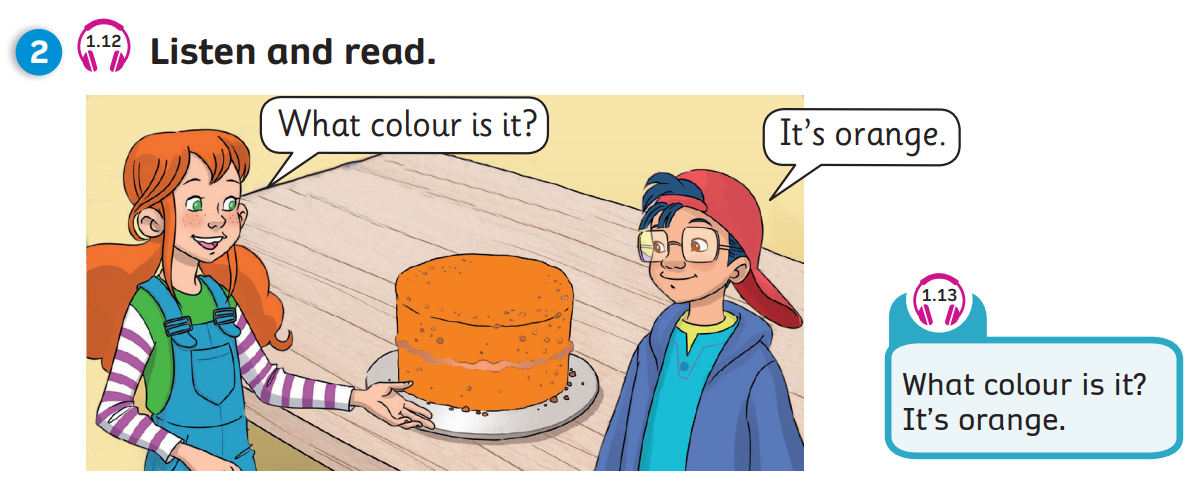 2 1.12 Listen and read.
What colour is it?
It's orange.
1.13
What colour is it?
It's orange.